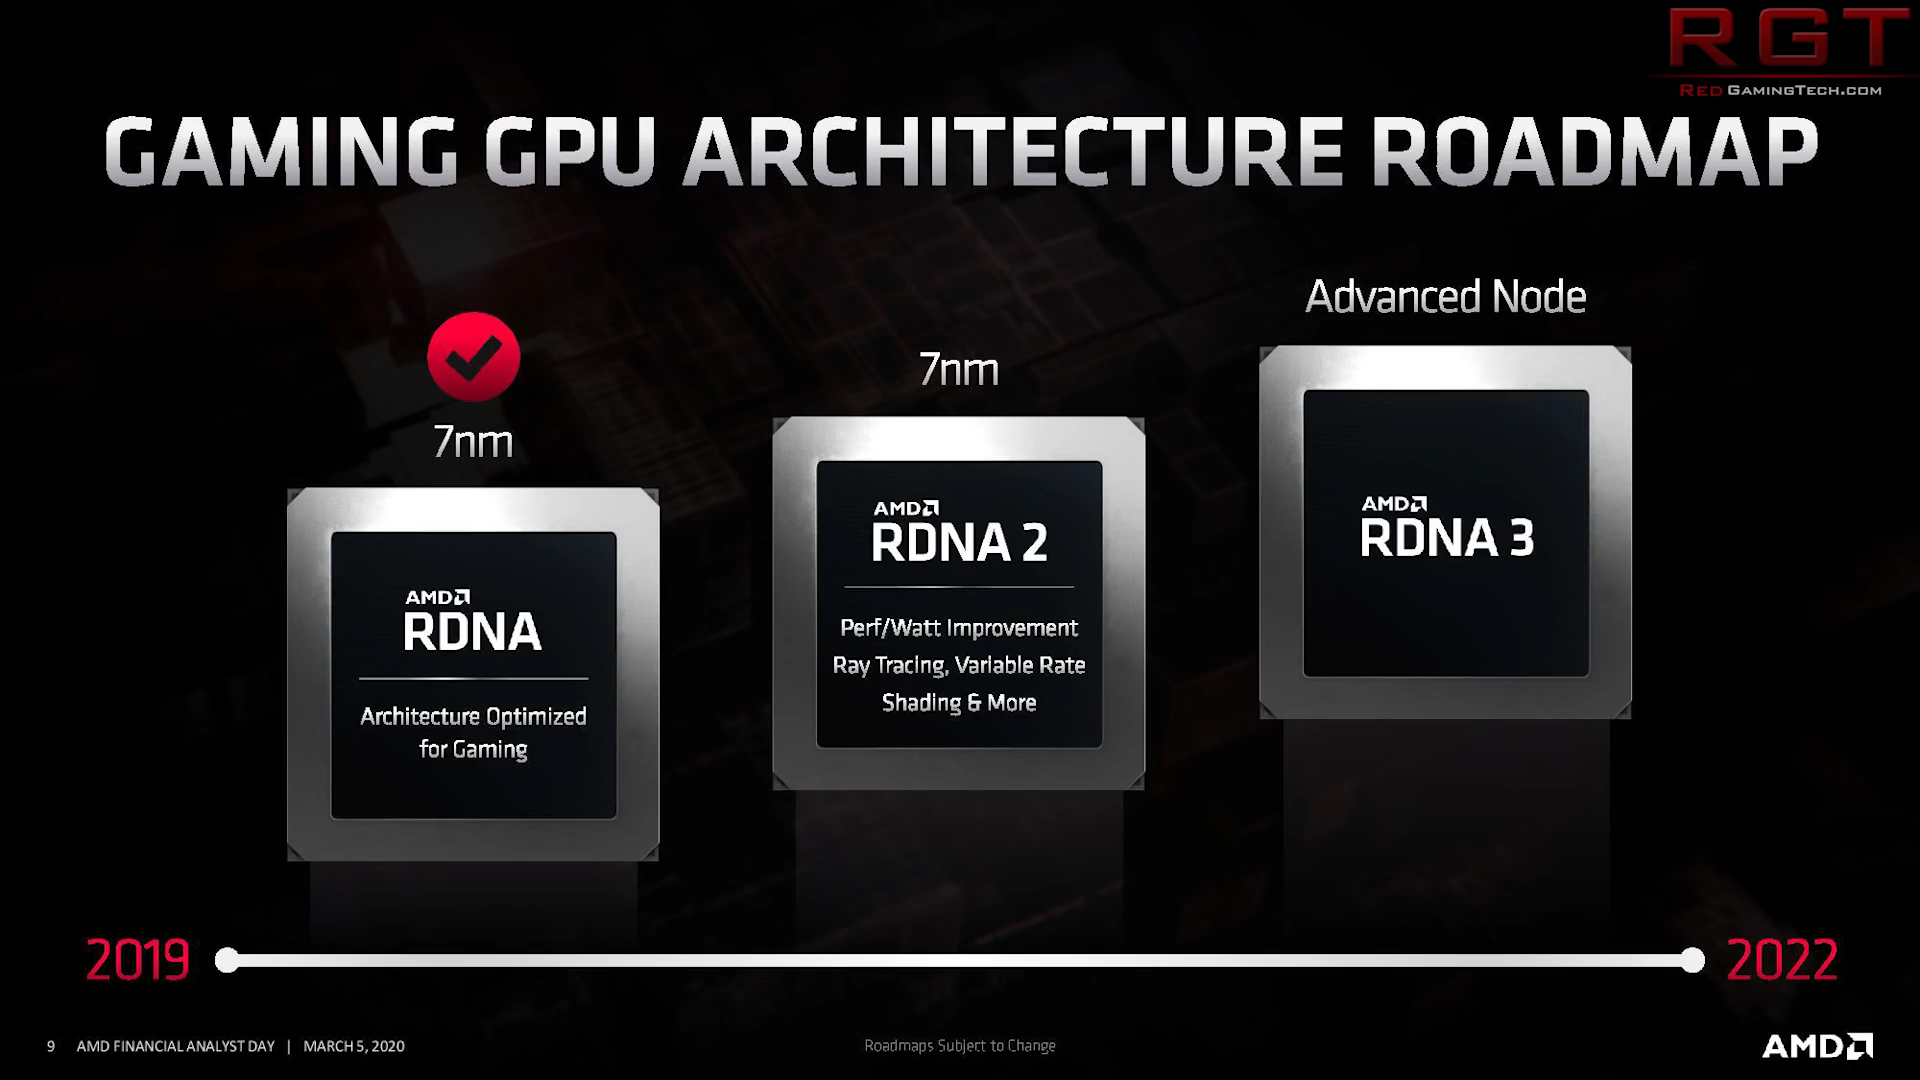 RGT
RedGamingTech.com
GAMING GPU ARCHITECTURE ROADMAP
Advanced Node
7nm
7nm
AMD
RDNA
Architecture Optimized
for Gaming
AMD
RDNA 2
Perf/Watt Improvement
Ray Tracing, Variable Rate
Shading & More
AMD
RDNA 3
2019
2022
9 AMD FINANCIAL ANALYST DAY | MARCH 5, 2020
Roadmaps Subject to Change
AMD